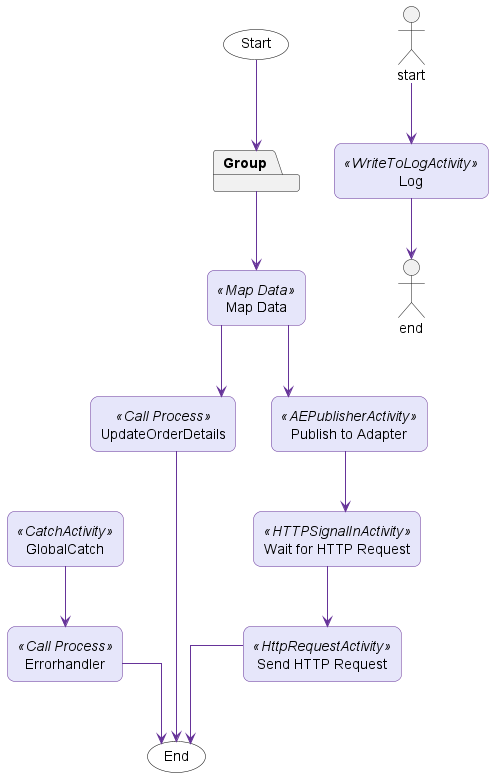 Start
start
Group
«WriteToLogActivity»
Log
«Map Data»
Map Data
end
«Call Process»
UpdateOrderDetails
«AEPublisherActivity»
Publish to Adapter
«CatchActivity»
GlobalCatch
«HTTPSignalInActivity»
Wait for HTTP Request
«Call Process»
Errorhandler
«HttpRequestActivity»
Send HTTP Request
End